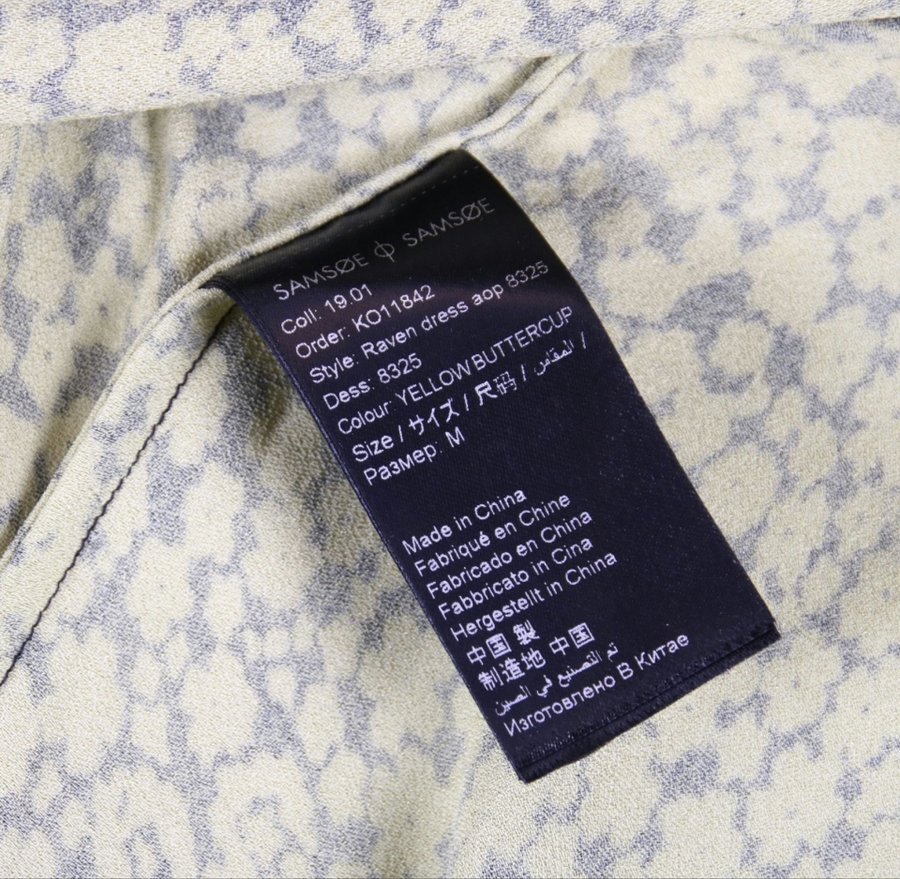 SAMSØE Φ SAMSØE
Coll: 19.01
Order: KO11842
Style: Raven dress aop 8325
Dess: 8325
Colour: YELLOW BUTTERCUP
Size / サイズ / 尺码 / المقاس /
Размер: M
Made in China
Fabriqué en Chine
Fabricado en China
Fabbricato in Cina
Hergestellt in China
中国 製
制造地 中国
تم التصنيع في الصين
Изготовлено В Китае